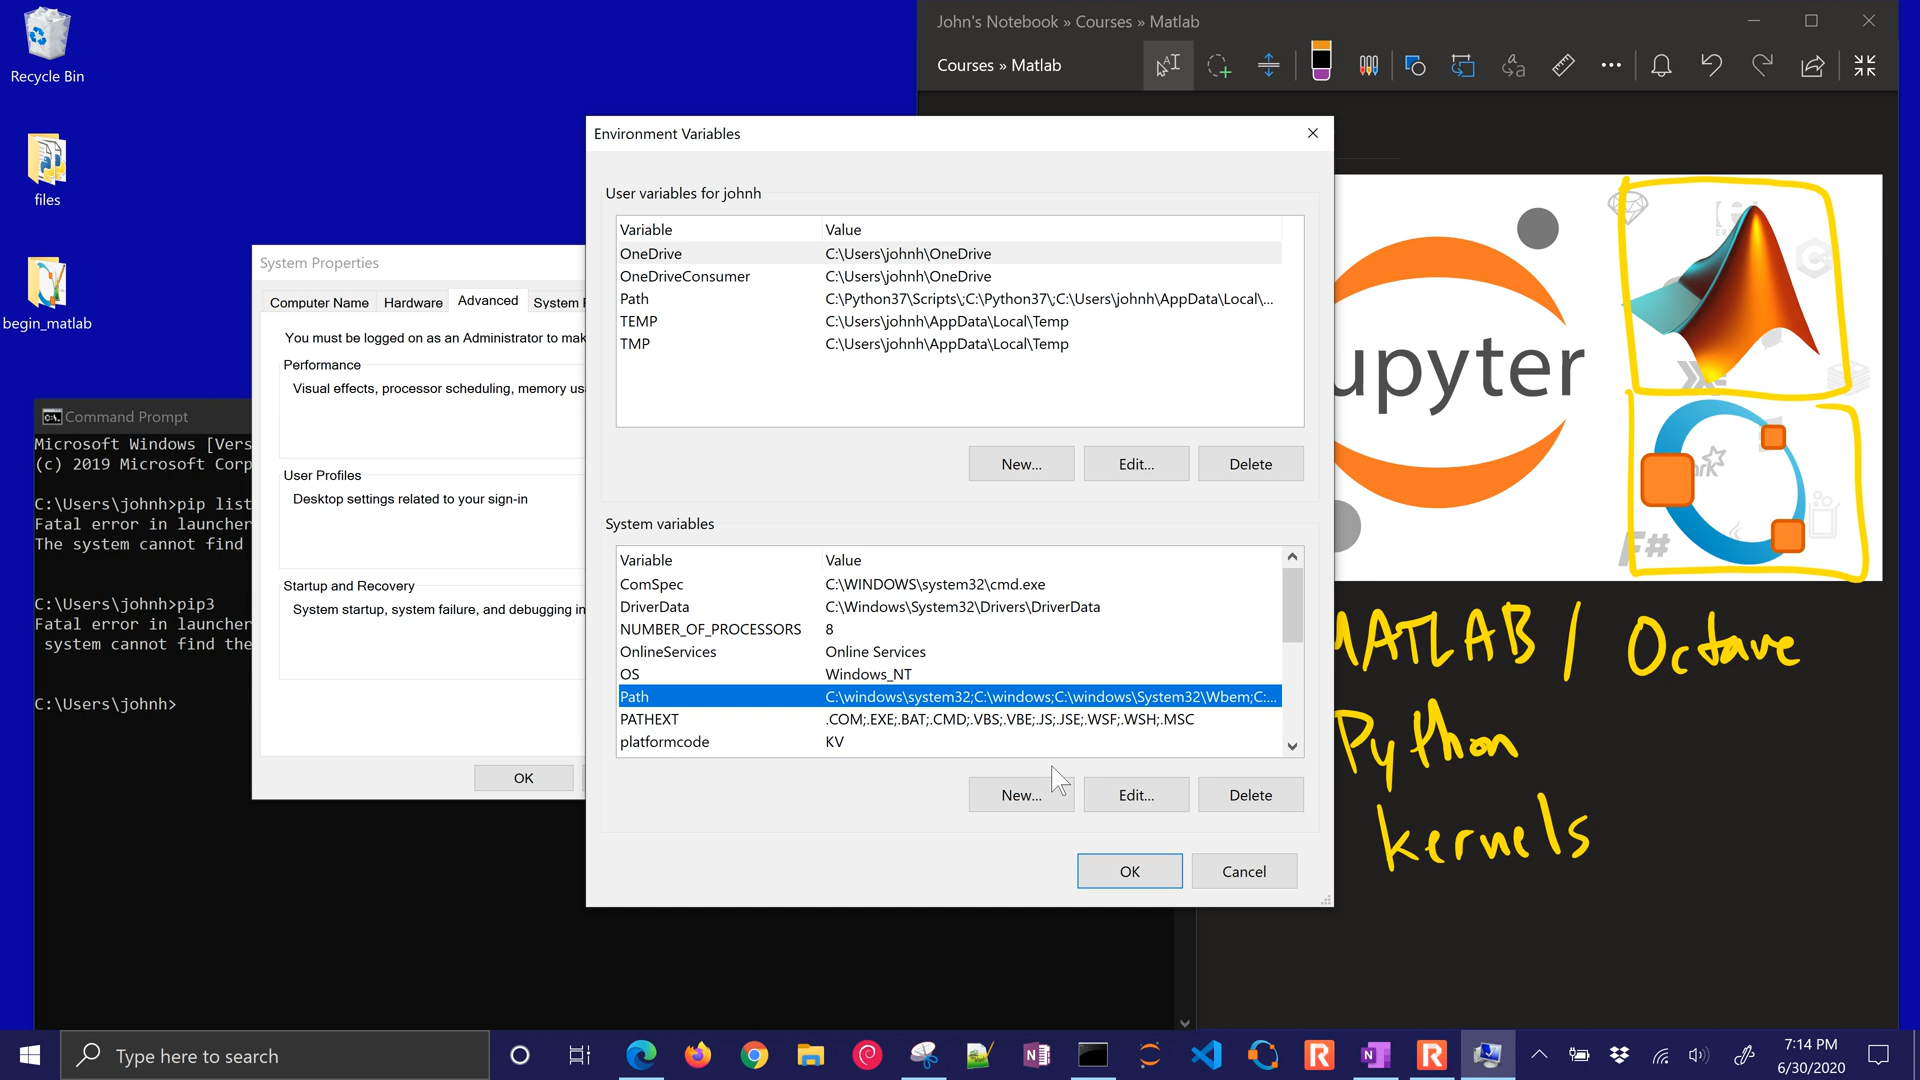 Recycle Bin
files
begin_matlab
John's Notebook » Courses » Matlab
Courses » Matlab
Environment Variables
User variables for johnh
Variable Value
OneDrive C:\Users\johnh\OneDrive
OneDriveConsumer C:\Users\johnh\OneDrive
Path C:\Python37\Scripts\;C:\Python37\;C:\Users\johnh\AppData\Local\...
TEMP C:\Users\johnh\AppData\Local\Temp
TMP C:\Users\johnh\AppData\Local\Temp
New... Edit... Delete
System variables
Variable Value
ComSpec C:\WINDOWS\system32\cmd.exe
DriverData C:\Windows\System32\Drivers\DriverData
NUMBER_OF_PROCESSORS 8
OnlineServices Online Services
OS Windows_NT
Path C:\windows\system32;C:\windows;C:\windows\System32\Wbem;C:...
PATHEXT .COM;.EXE;.BAT;.CMD;.VBS;.VBE;.JS;.JSE;.WSF;.WSH;.MSC
platformcode KV
New... Edit... Delete
OK Cancel
System Properties
Computer Name Hardware Advanced System
You must be logged on as an Administrator to mak
Performance
Visual effects, processor scheduling, memory us
User Profiles
Desktop settings related to your sign-in
Startup and Recovery
System startup, system failure, and debugging in
OK
Command Prompt
Microsoft Windows [Vers
(c) 2019 Microsoft Corp
C:\Users\johnh>pip list
Fatal error in launcher
The system cannot find
C:\Users\johnh>pip3
Fatal error in launcher
system cannot find the
C:\Users\johnh>
upyter
F#
MATLAB / Octave
Python
kernels
Type here to search
7:14 PM
6/30/2020